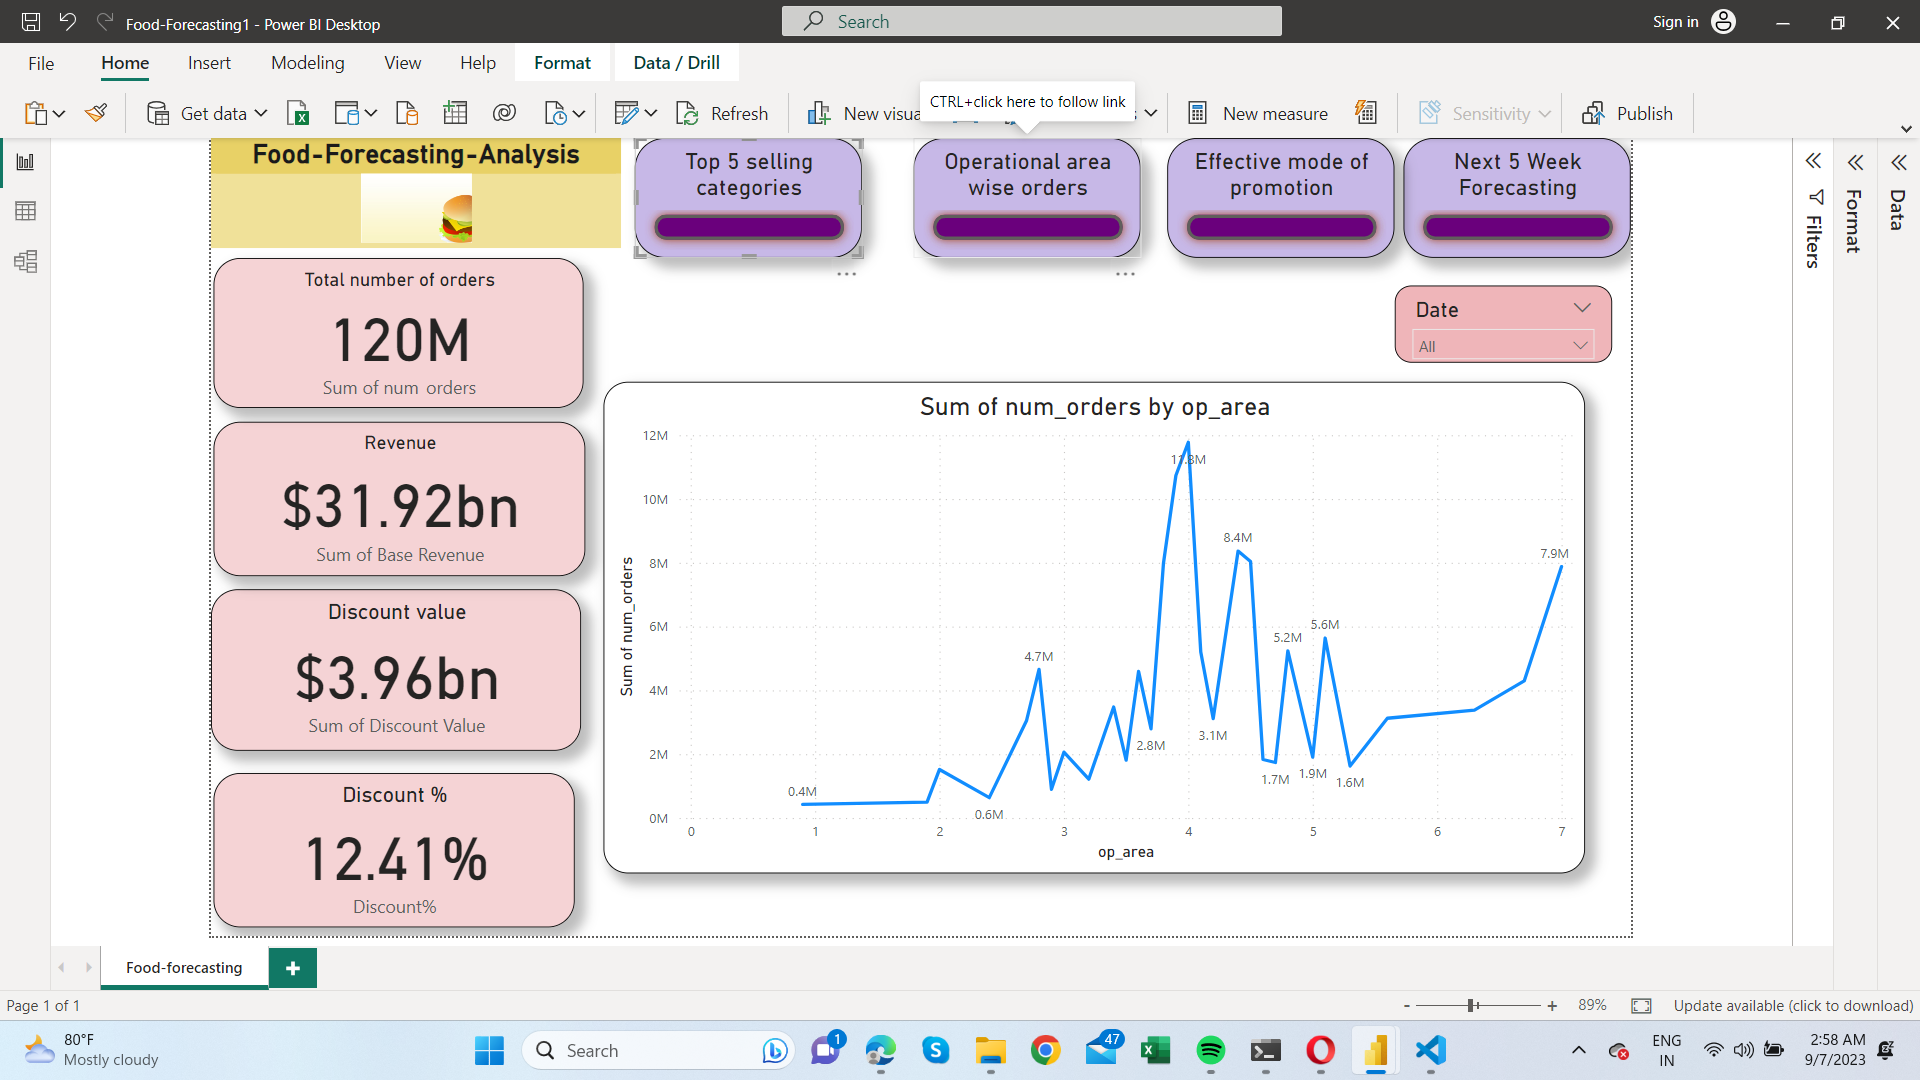 Food-Forecasting1 - Power BI Desktop
Search
Sign in
File
Home
Insert
Modeling
View
Help
Format
Data / Drill
Get data
Refresh
New visua
CTRL+click here to follow link
New measure
Sensitivity
Publish
Food-Forecasting-Analysis
Top 5 selling
categories
Operational area
wise orders
Effective mode of
promotion
Next 5 Week
Forecasting
Filters
Format
Data
Total number of orders
120M
Sum of num_orders
Date
All
Revenue
$31.92bn
Sum of Base Revenue
Discount value
$3.96bn
Sum of Discount Value
Discount %
12.41%
Discount%
Sum of num_orders by op_area
Sum of num_orders
12M
10M
8M
6M
4M
2M
0M
0.4M
0.6M
4.7M
2.8M
11.8M
3.1M
8.4M
1.7M
5.2M
1.9M
5.6M
1.6M
7.9M
0
1
2
3
4
5
6
7
op_area
Food-forecasting
Page 1 of 1
- + 89%
Update available (click to download)
80°F
Mostly cloudy
Search
1
47
ENG
IN
2:58 AM
9/7/2023